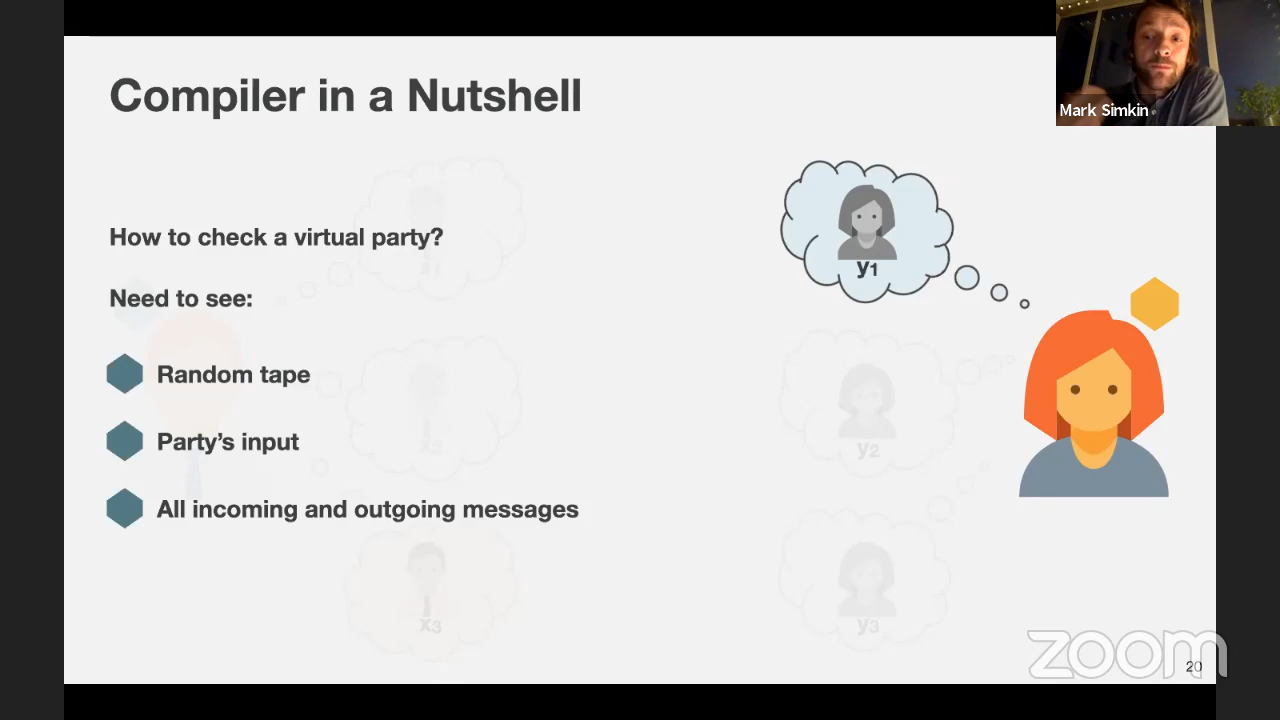 Compiler in a Nutshell
Mark Simkin
How to check a virtual party?
Need to see:
Random tape
Party's input
All incoming and outgoing messages
y1
y2
x3
y3
zoom
20